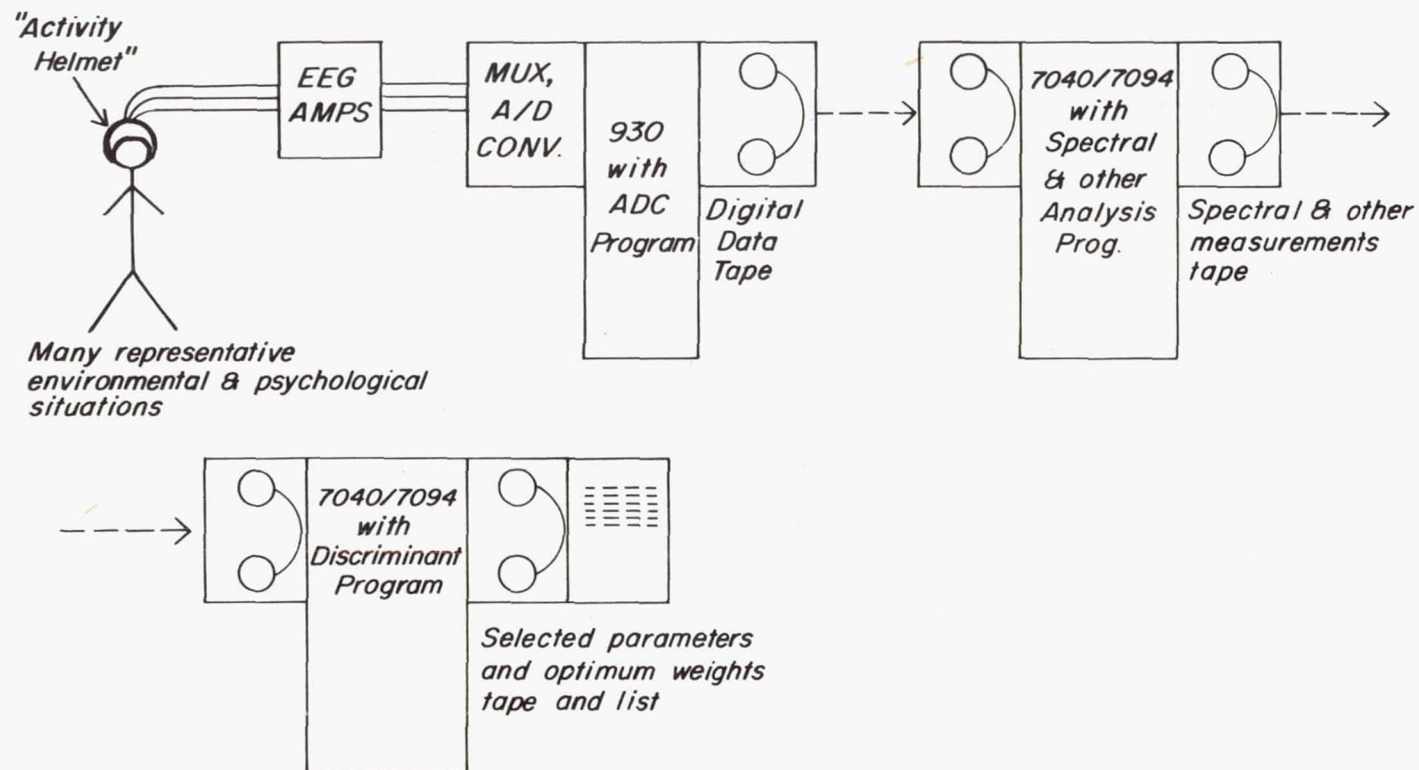 "Activity
Helmet"
EEG
AMPS
MUX,
A/D
CONV.
930
with
ADC
Program
Digital
Data
Tape
7040/7094
with
Spectral
& other
Analysis
Prog.
Spectral & other
measurements
tape
Many representative
environmental & psychological
situations
7040/7094
with
Discriminant
Program
Selected parameters
and optimum weights
tape and list